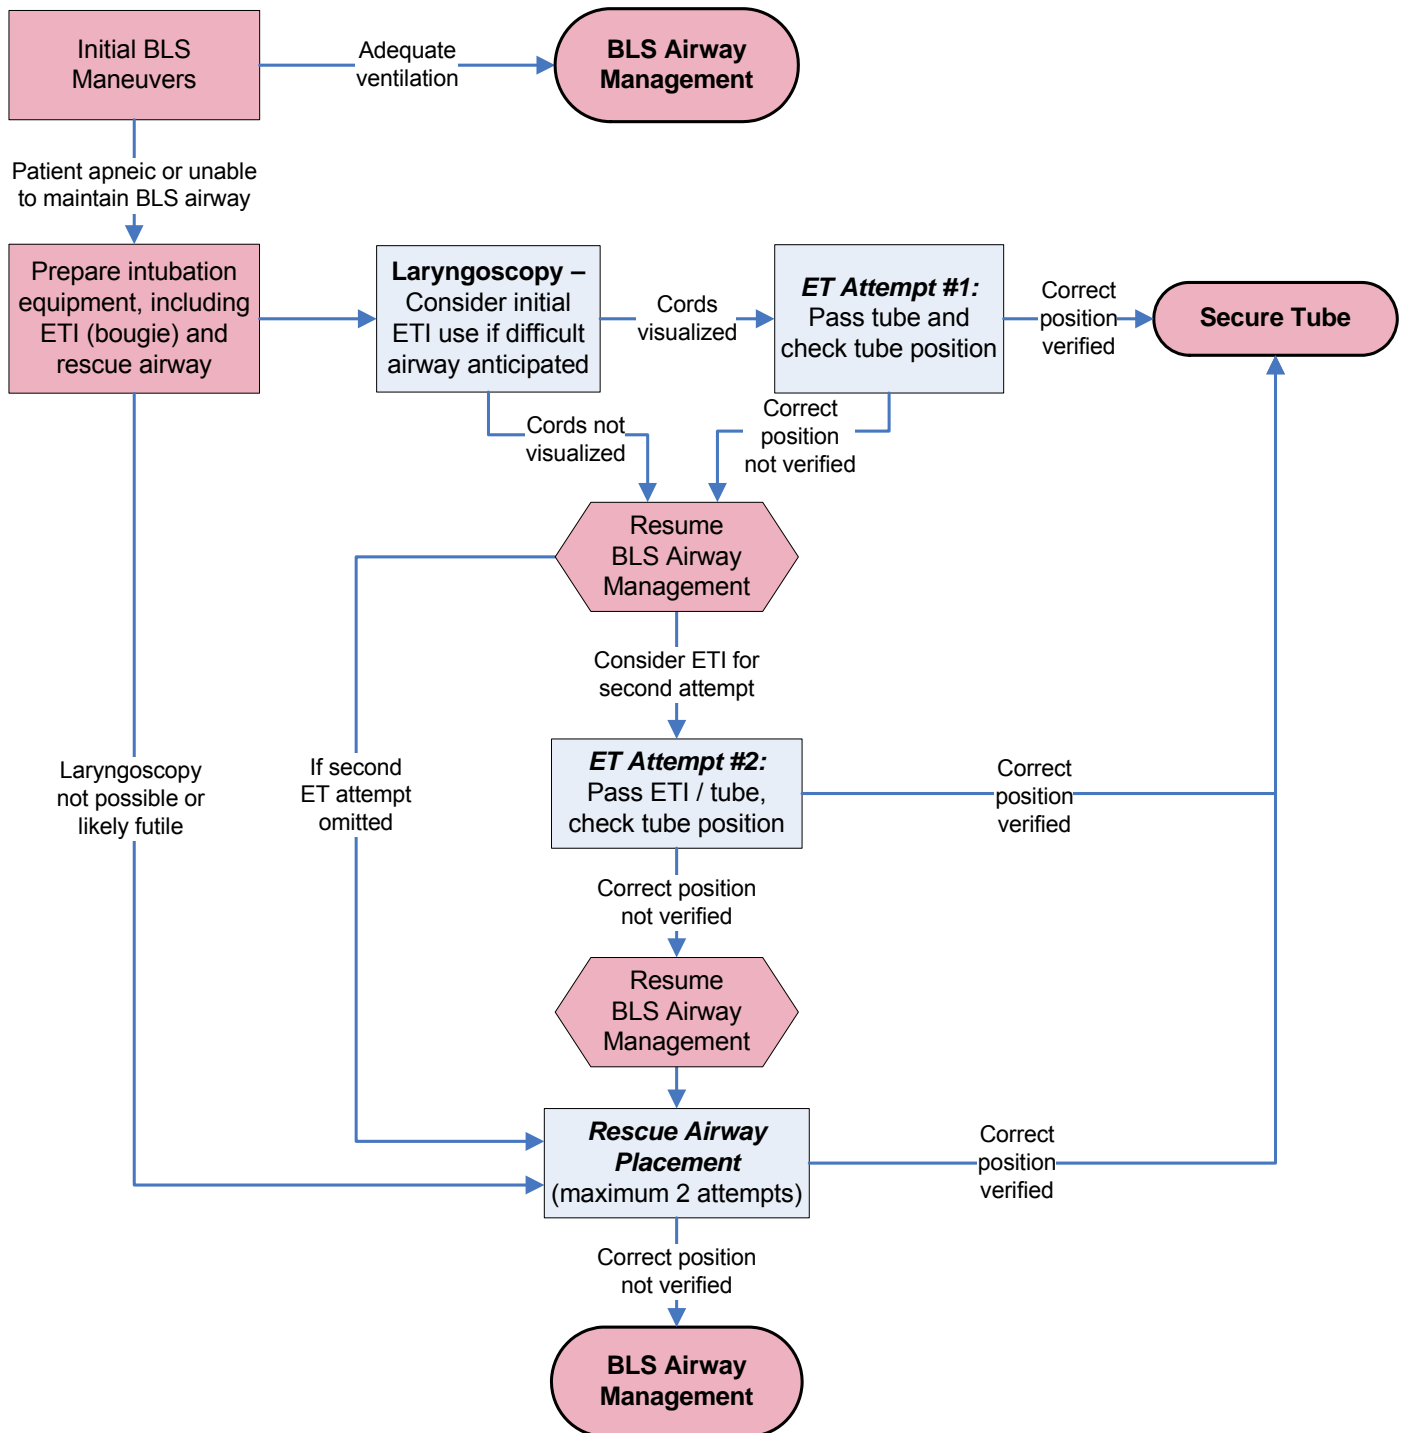 Initial BLS
Maneuvers
Adequate
ventilation
BLS Airway
Management
Patient apneic or unable
to maintain BLS airway
Prepare intubation
equipment, including
ETI (bougie) and
rescue airway
Laryngoscopy –
Consider initial
ETI use if difficult
airway anticipated
Cords
visualized
ET Attempt #1:
Pass tube and
check tube position
Correct
position
verified
Secure Tube
Cords not
visualized
Correct
position
not verified
Resume
BLS Airway
Management
Consider ETI for
second attempt
Laryngoscopy
not possible or
likely futile
If second
ET attempt
omitted
ET Attempt #2:
Pass ETI / tube,
check tube position
Correct
position
verified
Correct position
not verified
Resume
BLS Airway
Management
Rescue Airway
Placement
(maximum 2 attempts)
Correct
position
verified
Correct position
not verified
BLS Airway
Management